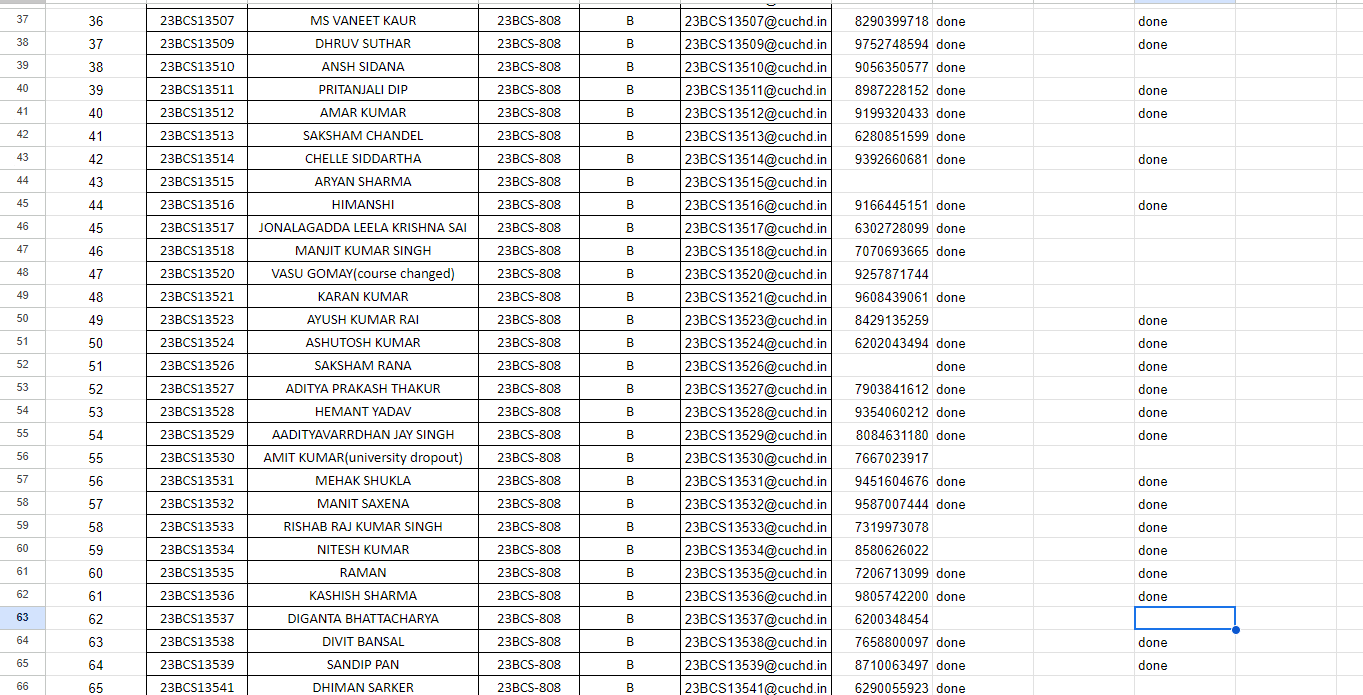 37 36 23BCS13507 MS VANEET KAUR 23BCS-808 B 23BCS13507@cuchd.in 8290399718 done done
38 37 23BCS13509 DHRUV SUTHAR 23BCS-808 B 23BCS13509@cuchd.in 9752748594 done done
39 38 23BCS13510 ANSH SIDANA 23BCS-808 B 23BCS13510@cuchd.in 9056350577 done
40 39 23BCS13511 PRITANJALI DIP 23BCS-808 B 23BCS13511@cuchd.in 8987228152 done done
41 40 23BCS13512 AMAR KUMAR 23BCS-808 B 23BCS13512@cuchd.in 9199320433 done done
42 41 23BCS13513 SAKSHAM CHANDEL 23BCS-808 B 23BCS13513@cuchd.in 6280851599 done
43 42 23BCS13514 CHELLE SIDDARTHA 23BCS-808 B 23BCS13514@cuchd.in 9392660681 done done
44 43 23BCS13515 ARYAN SHARMA 23BCS-808 B 23BCS13515@cuchd.in
45 44 23BCS13516 HIMANSHI 23BCS-808 B 23BCS13516@cuchd.in 9166445151 done done
46 45 23BCS13517 JONALAGADDA LEELA KRISHNA SAI 23BCS-808 B 23BCS13517@cuchd.in 6302728099 done
47 46 23BCS13518 MANJIT KUMAR SINGH 23BCS-808 B 23BCS13518@cuchd.in 7070693665 done
48 47 23BCS13520 VASU GOMAY(course changed) 23BCS-808 B 23BCS13520@cuchd.in 9257871744
49 48 23BCS13521 KARAN KUMAR 23BCS-808 B 23BCS13521@cuchd.in 9608439061 done
50 49 23BCS13523 AYUSH KUMAR RAI 23BCS-808 B 23BCS13523@cuchd.in 8429135259 done
51 50 23BCS13524 ASHUTOSH KUMAR 23BCS-808 B 23BCS13524@cuchd.in 6202043494 done done
52 51 23BCS13526 SAKSHAM RANA 23BCS-808 B 23BCS13526@cuchd.in done done
53 52 23BCS13527 ADITYA PRAKASH THAKUR 23BCS-808 B 23BCS13527@cuchd.in 7903841612 done done
54 53 23BCS13528 HEMANT YADAV 23BCS-808 B 23BCS13528@cuchd.in 9354060212 done done
55 54 23BCS13529 AADITYAVARRDHAN JAY SINGH 23BCS-808 B 23BCS13529@cuchd.in 8084631180 done done
56 55 23BCS13530 AMIT KUMAR(university dropout) 23BCS-808 B 23BCS13530@cuchd.in 7667023917
57 56 23BCS13531 MEHAK SHUKLA 23BCS-808 B 23BCS13531@cuchd.in 9451604676 done done
58 57 23BCS13532 MANIT SAXENA 23BCS-808 B 23BCS13532@cuchd.in 9587007444 done done
59 58 23BCS13533 RISHAB RAJ KUMAR SINGH 23BCS-808 B 23BCS13533@cuchd.in 7319973078 done
60 59 23BCS13534 NITESH KUMAR 23BCS-808 B 23BCS13534@cuchd.in 8580626022 done
61 60 23BCS13535 RAMAN 23BCS-808 B 23BCS13535@cuchd.in 7206713099 done done
62 61 23BCS13536 KASHISH SHARMA 23BCS-808 B 23BCS13536@cuchd.in 9805742200 done done
63 62 23BCS13537 DIGANTA BHATTACHARYA 23BCS-808 B 23BCS13537@cuchd.in 6200348454
64 63 23BCS13538 DIVIT BANSAL 23BCS-808 B 23BCS13538@cuchd.in 7658800097 done done
65 64 23BCS13539 SANDIP PAN 23BCS-808 B 23BCS13539@cuchd.in 8710063497 done done
66 65 23BCS13541 DHIMAN SARKER 23BCS-808 B 23BCS13541@cuchd.in 6290055923 done